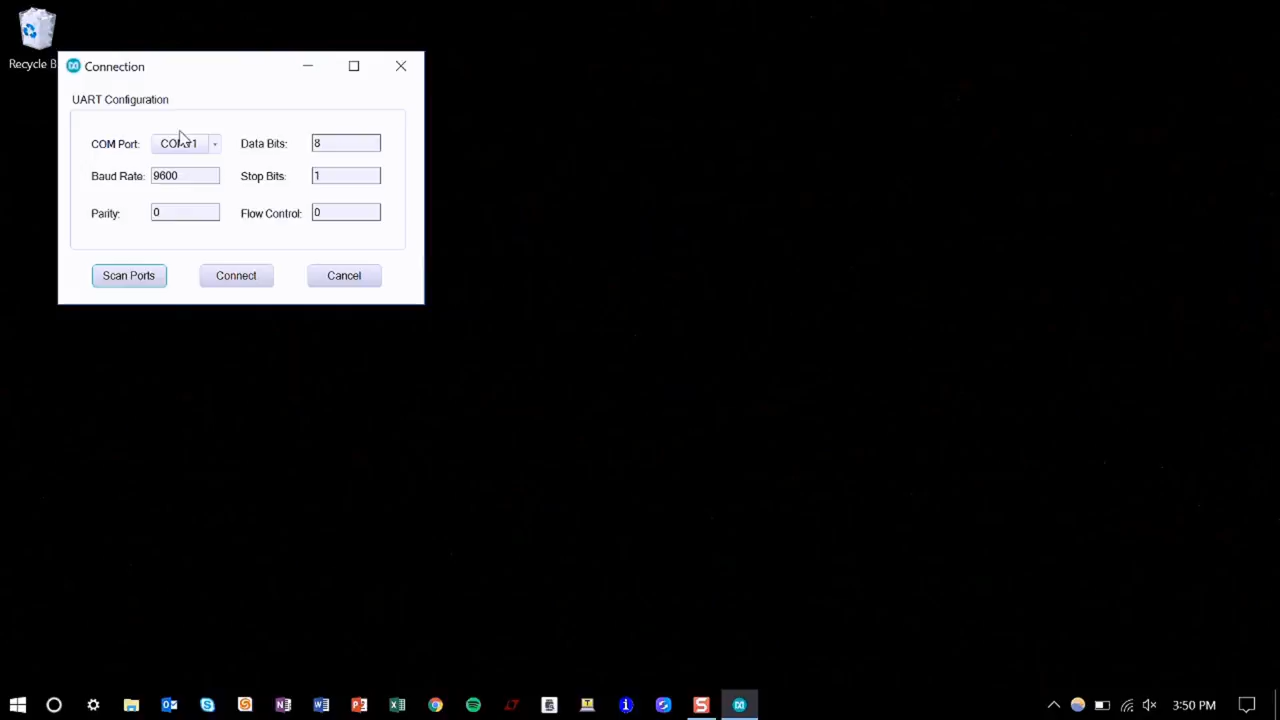 Recycle B
Connection
UART Configuration
COM Port:
Data Bits: 8
Baud Rate: 9600
Stop Bits: 1
Parity: 0
Flow Control: 0
Scan Ports
Connect
Cancel
3:50 PM